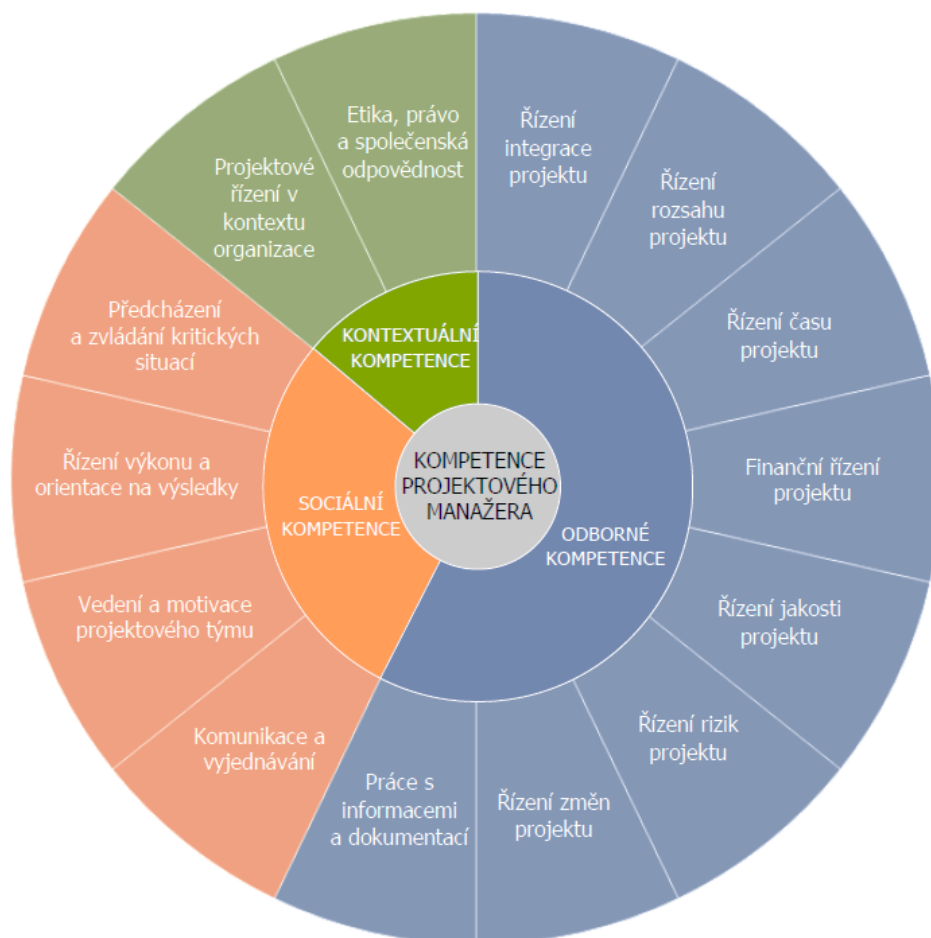 Etika, právo
a společenská
odpovědnost
Řízení
integrace
projektu
Projektové
řízení v
kontextu
organizace
Řízení
rozsahu
projektu
Předcházení
a zvládání kritických
situací
KONTEXTUÁLNÍ
KOMPETENCE
Řízení času
projektu
Řízení výkonu a
orientace na výsledky
SOCIÁLNÍ
KOMPETENCE
KOMPETENCE
PROJEKTOVÉHO
MANAŽERA
ODBORNÉ
KOMPETENCE
Finanční řízení
projektu
Vedení a motivace
projektového týmu
Řízení jakosti
projektu
Komunikace a
vyjednávání
Práce s
informacemi
a dokumentací
Řízení změn
projektu
Řízení rizik
projektu